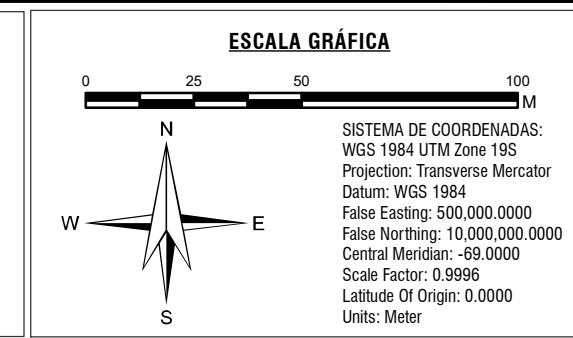 ESCALA GRÁFICA
0 25 50 100
M
N
W E
S
SISTEMA DE COORDENADAS:
WGS 1984 UTM Zone 19S
Projection: Transverse Mercator
Datum: WGS 1984
False Easting: 500,000.0000
False Northing: 10,000,000.0000
Central Meridian: -69.0000
Scale Factor: 0.9996
Latitude Of Origin: 0.0000
Units: Meter